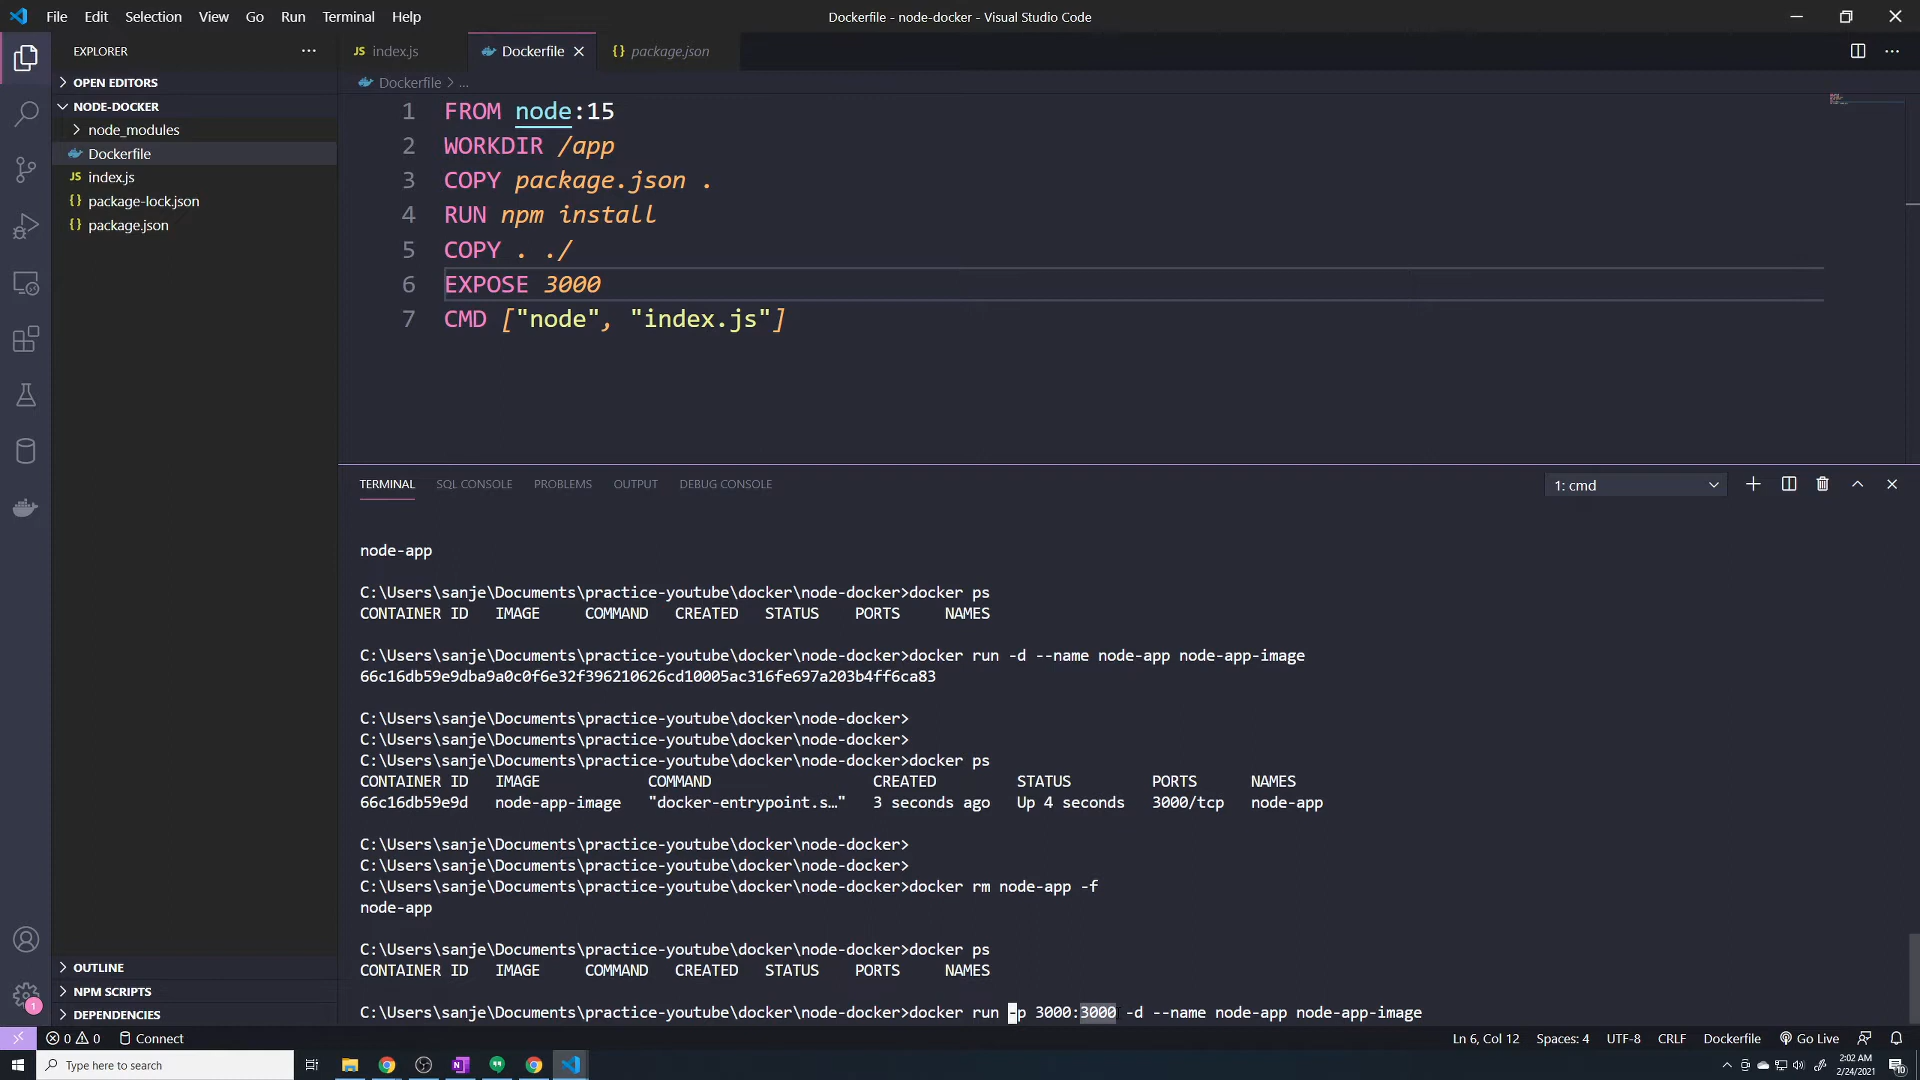 File Edit Selection View Go Run Terminal Help
Dockerfile - node-docker - Visual Studio Code
EXPLORER
JS index.js
Dockerfile
{} package.json
OPEN EDITORS
NODE-DOCKER
node_modules
Dockerfile
JS index.js
{} package-lock.json
{} package.json
Dockerfile > ...
1 FROM node:15
2 WORKDIR /app
3 COPY package.json .
4 RUN npm install
5 COPY . ./
6 EXPOSE 3000
7 CMD ["node", "index.js"]
TERMINAL SQL CONSOLE PROBLEMS OUTPUT DEBUG CONSOLE
1: cmd
node-app
C:\Users\sanje\Documents\practice-youtube\docker\node-docker>docker ps
CONTAINER ID IMAGE COMMAND CREATED STATUS PORTS NAMES
C:\Users\sanje\Documents\practice-youtube\docker\node-docker>docker run -d --name node-app node-app-image
66c16db59e9dba9a0c0f6e32f396210626cd10005ac316fe697a203b4ff6ca83
C:\Users\sanje\Documents\practice-youtube\docker\node-docker>
C:\Users\sanje\Documents\practice-youtube\docker\node-docker>
C:\Users\sanje\Documents\practice-youtube\docker\node-docker>docker ps
CONTAINER ID IMAGE COMMAND CREATED STATUS PORTS NAMES
66c16db59e9d node-app-image "docker-entrypoint.s…" 3 seconds ago Up 4 seconds 3000/tcp node-app
C:\Users\sanje\Documents\practice-youtube\docker\node-docker>
C:\Users\sanje\Documents\practice-youtube\docker\node-docker>
C:\Users\sanje\Documents\practice-youtube\docker\node-docker>docker rm node-app -f
node-app
C:\Users\sanje\Documents\practice-youtube\docker\node-docker>docker ps
CONTAINER ID IMAGE COMMAND CREATED STATUS PORTS NAMES
C:\Users\sanje\Documents\practice-youtube\docker\node-docker>docker run -p 3000:3000 -d --name node-app node-app-image
OUTLINE
NPM SCRIPTS
DEPENDENCIES
1
0 0 Connect
Ln 6, Col 12 Spaces: 4 UTF-8 CRLF Dockerfile Go Live
Type here to search
2:02 AM
2/24/2021
10